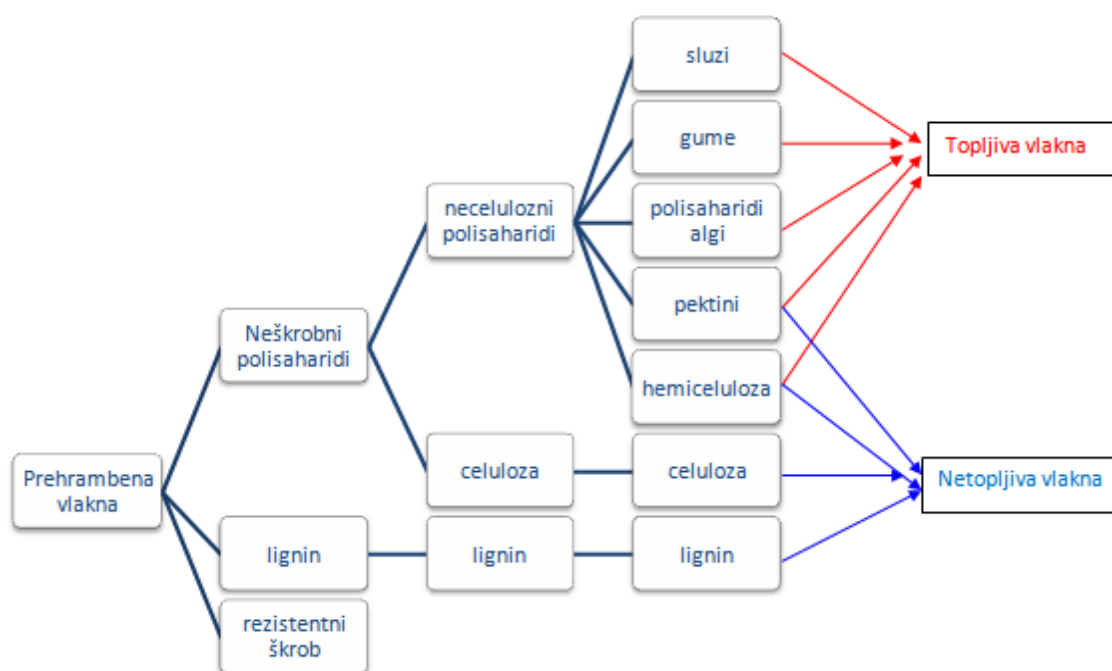 sluzi
gume
Topljiva vlakna
necelulozni
polisaharidi
polisaharidi
algi
pektini
Neškrobni
polisaharidi
hemiceluloza
Prehrambena
vlakna
celuloza
celuloza
Netopljiva vlakna
lignin
lignin
lignin
rezistentni
škrob